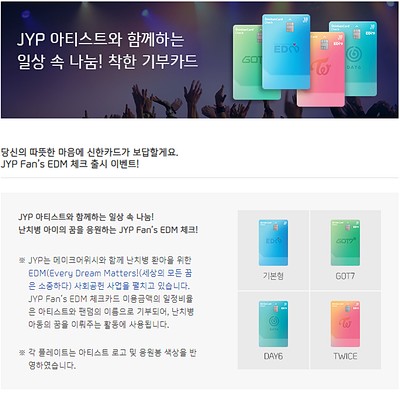 JYP 아티스트와 함께하는
일상 속 나눔! 착한 기부카드
GOT7
EDM
당신의 따뜻한 마음에 신한카드가 보답할게요.
JYP Fan's EDM 체크 출시 이벤트!
JYP 아티스트와 함께하는 일상 속 나눔!
난치병 아이의 꿈을 응원하는 JYP Fan's EDM 체크!
※ JYP는 메이크어위시와 함께 난치병 환아를 위한
EDM(Every Dream Matters)(세상의 모든 꿈
은 소중하다) 사회공헌 사업을 펼치고 있습니다.
JYP Fan's EDM 체크카드 이용금액의 일정비율
은 아티스트와 팬덤의 이름으로 기부되어, 난치병
아동의 꿈을 이뤄주는 활동에 사용됩니다.
※ 각 플레이트는 아티스트 로고 및 응원봉 색상을 반
영하였습니다.
EDM
GOT7
기본형
GOT7
DAY6
TWICE